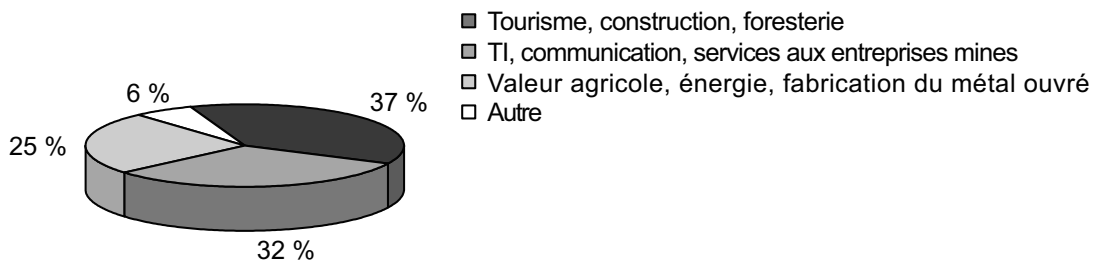 Tourisme, construction, foresterie
TI, communication, services aux entreprises mines
Valeur agricole, énergie, fabrication du métal ouvré
Autre
6 %
37 %
25 %
32 %